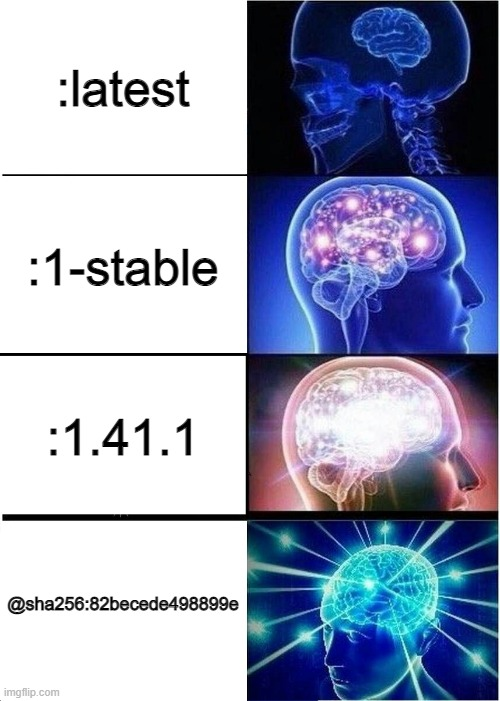 :latest
:1-stable
:1.41.1
@sha256:82becede498899e
imgflip.com